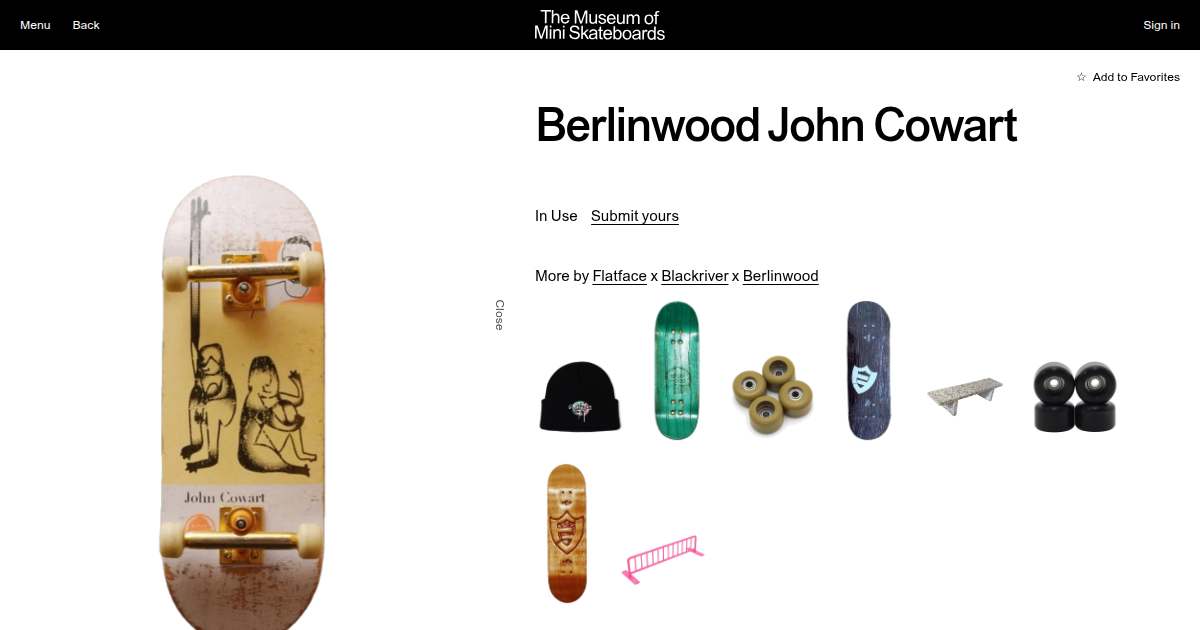 Menu
Back
The Museum of
Mini Skateboards
Sign in
☆ Add to Favorites
Berlinwood John Cowart
In Use Submit yours
More by Flatface x Blackriver x Berlinwood
Close
John Cowart